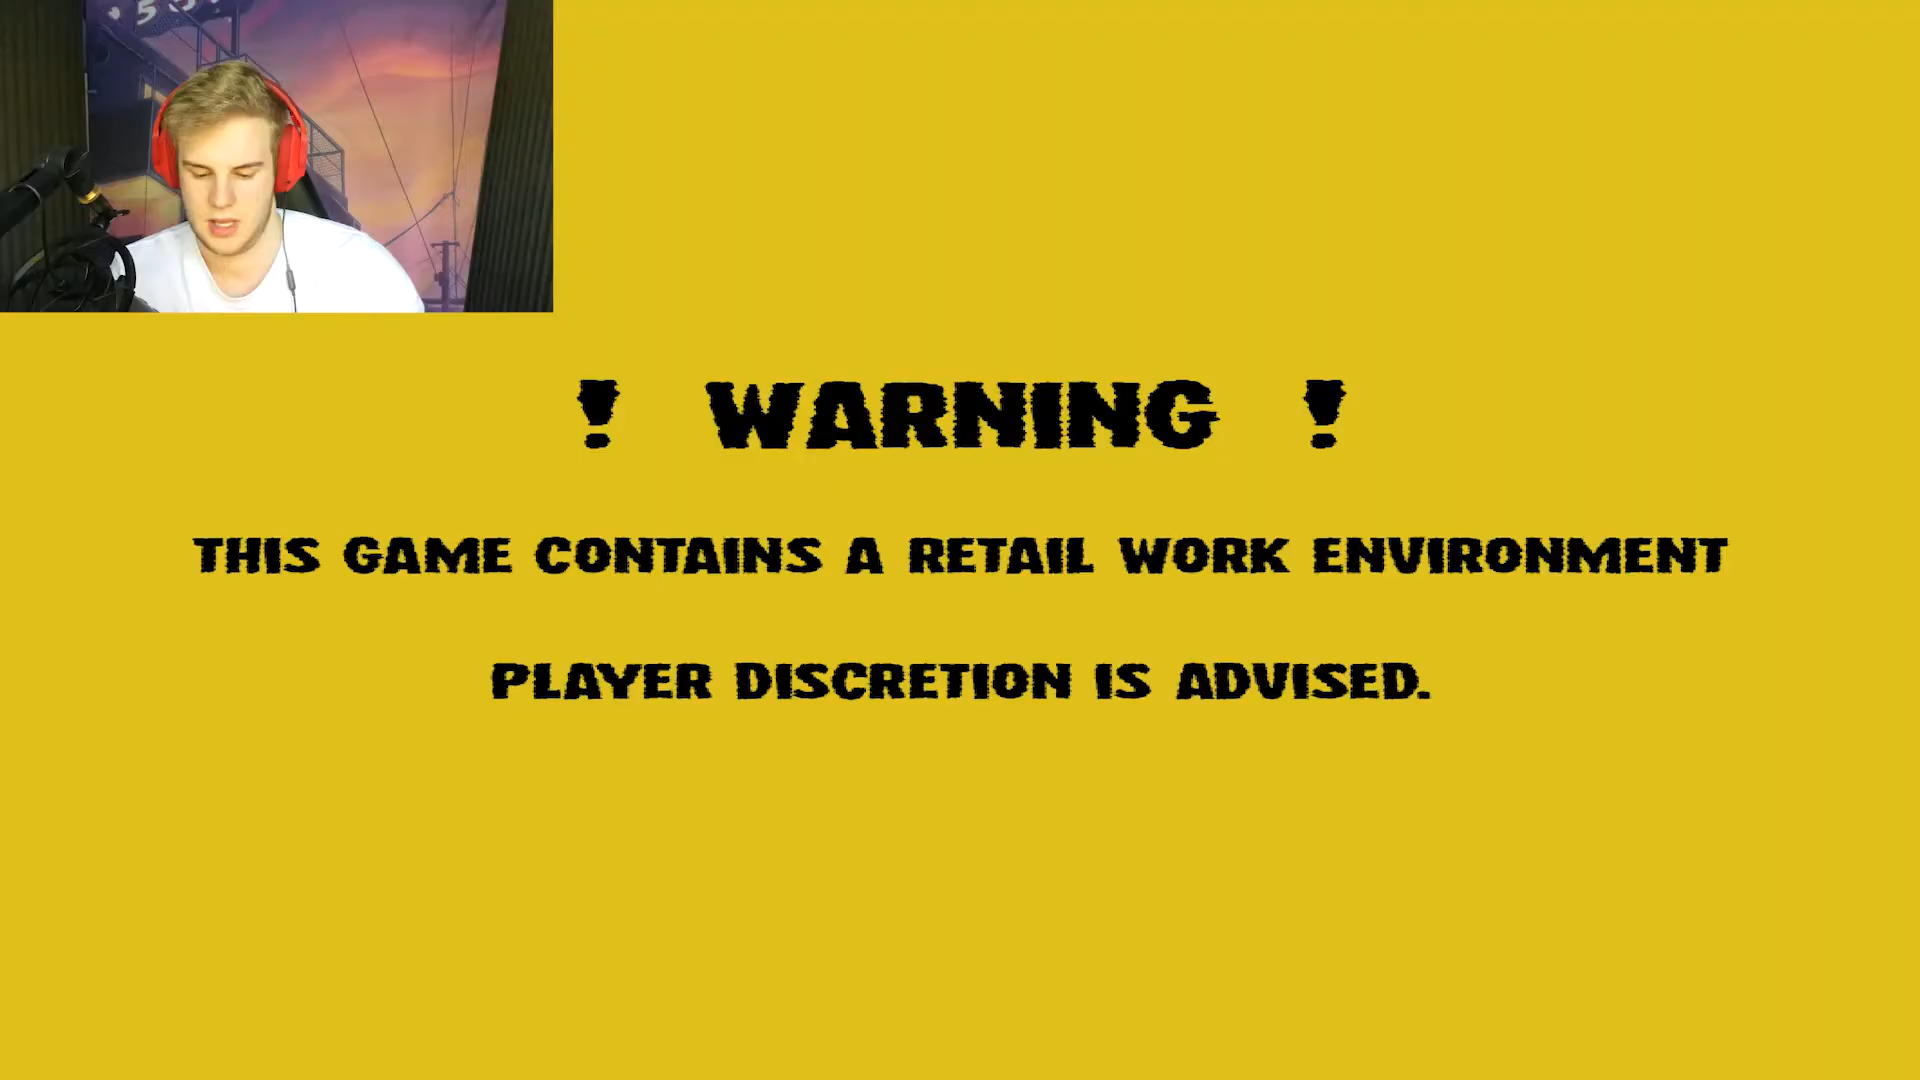 ! WARNING !
THIS GAME CONTAINS A RETAIL WORK ENVIRONMENT
PLAYER DISCRETION IS ADVISED.